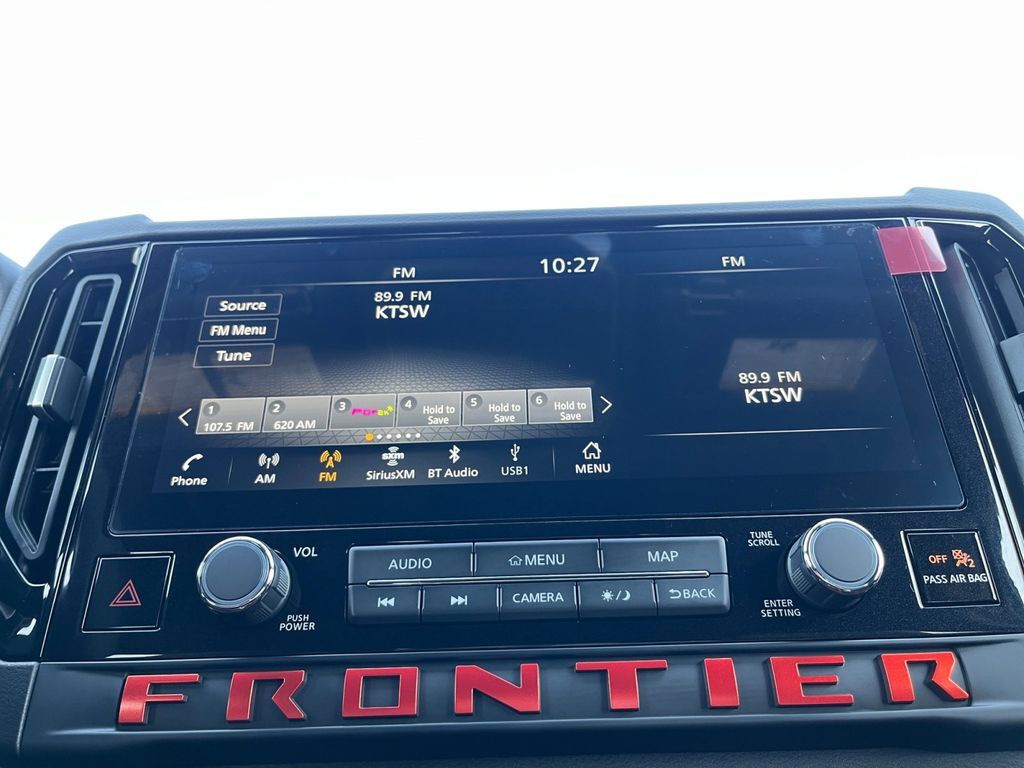 FM
10:27
FM
89.9 FM
KTSW
Source
FM Menu
Tune
89.9 FM
KTSW
1
107.5 FM
2
620 AM
3
4
Hold to
Save
5
Hold to
Save
6
Hold to
Save
Phone
AM
FM
sxm
SiriusXM
BT Audio
USB1
MENU
VOL
PUSH
POWER
AUDIO
MENU
MAP
CAMERA
BACK
TUNE
SCROLL
ENTER
SETTING
OFF
2
PASS AIR BAG
FRONTIER